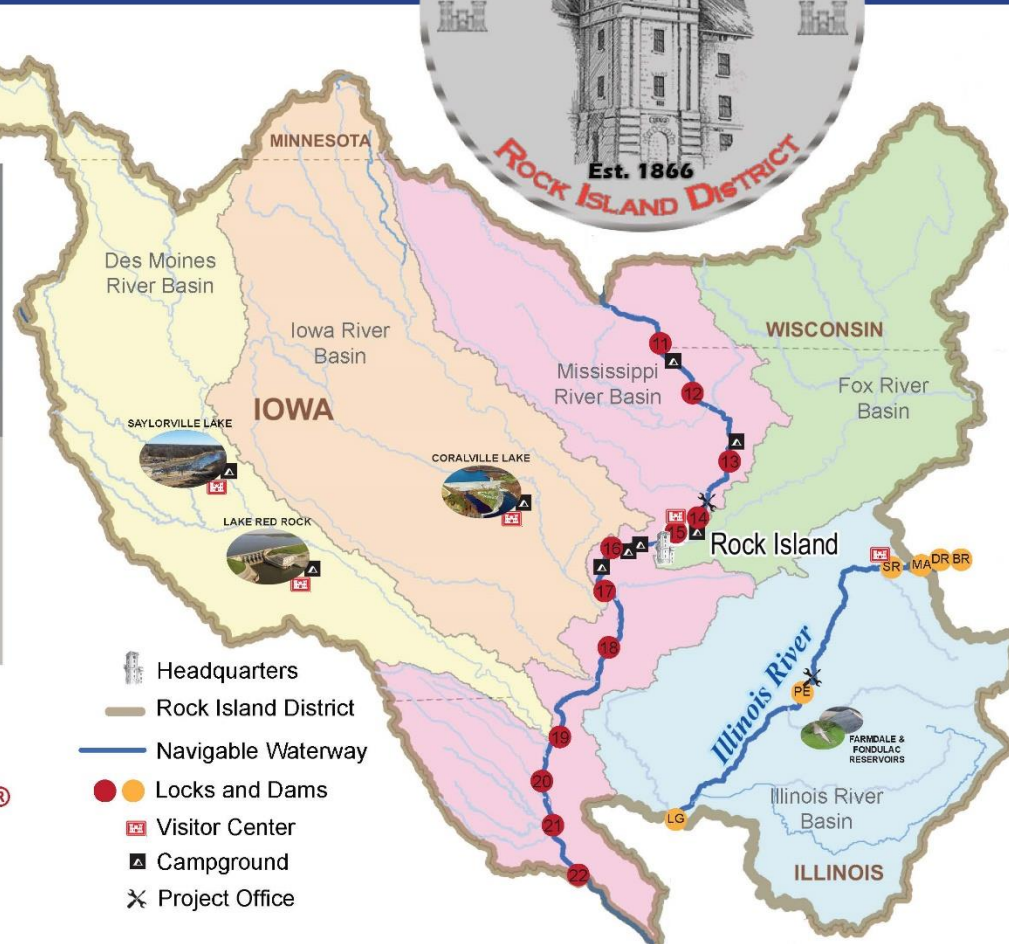 Est. 1866
ROCK ISLAND DISTRICT
MINNESOTA
Des Moines
River Basin
Iowa River
Basin
IOWA
WISCONSIN
Mississippi
River Basin
Fox River
Basin
11
12
13
14
15
16
17
18
19
20
21
22
SAYLORVILLE LAKE
CORALVILLE LAKE
LAKE RED ROCK
Rock Island
SR
MA
DR
BR
Illinois River
PE
FARMDALE &
FONDULAC
RESERVOIRS
LG
Illinois River
Basin
ILLINOIS
Headquarters
Rock Island District
Navigable Waterway
Locks and Dams
Visitor Center
Campground
Project Office
®